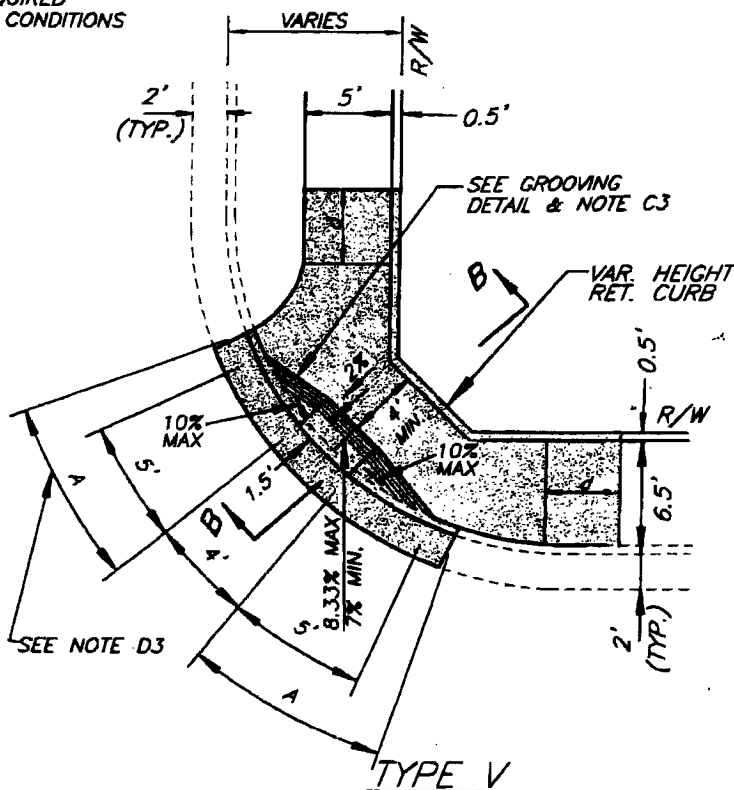 CONDITIONS
VARIES
R/W
2'
(TYP.)
5'
0.5'
SEE GROOVING
DETAIL & NOTE C3
B
VAR. HEIGHT
RET. CURB
0.5'
R/W
2%
4'
MIN.
10%
MAX
10%
MAX
6.5'
A
5'
1.5'
B
4'
8.33% MAX
7% MIN.
5'
A
SEE NOTE D3
2'
(TYP.)
TYPE V